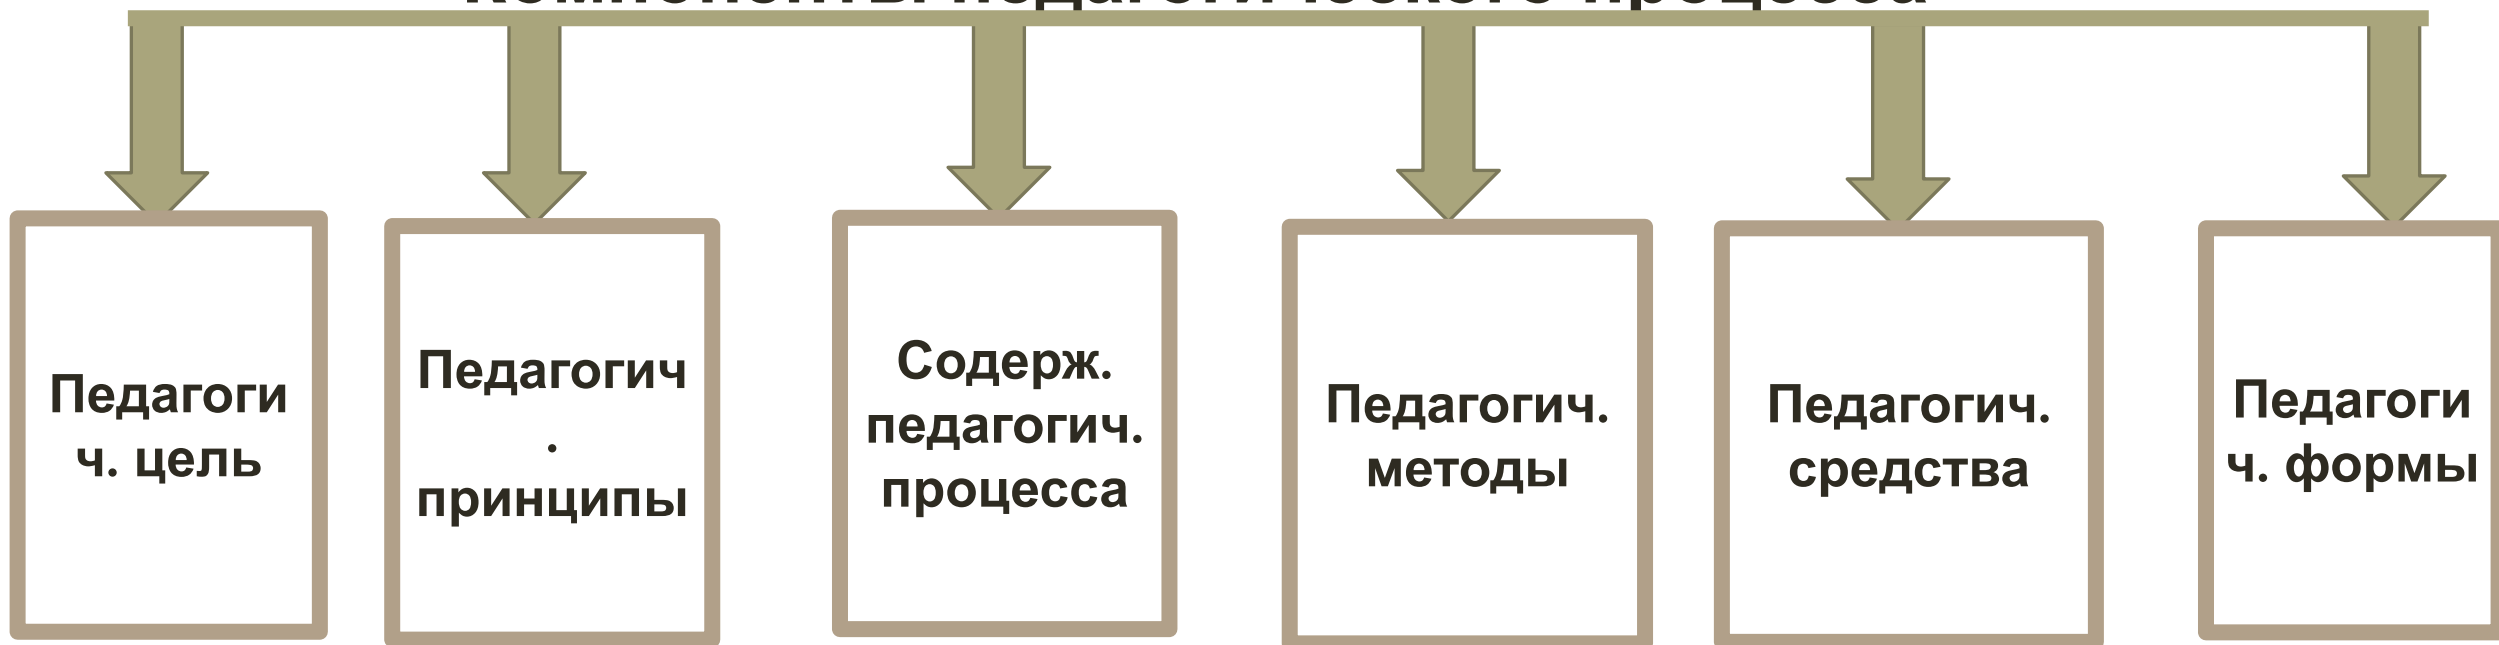 Педагоги
ч. цель
Педагогич
.
принципы
Содерж.
педагогич.
процесса
Педагогич.
методы
Педагогич.
средства
Педагоги
ч. формы